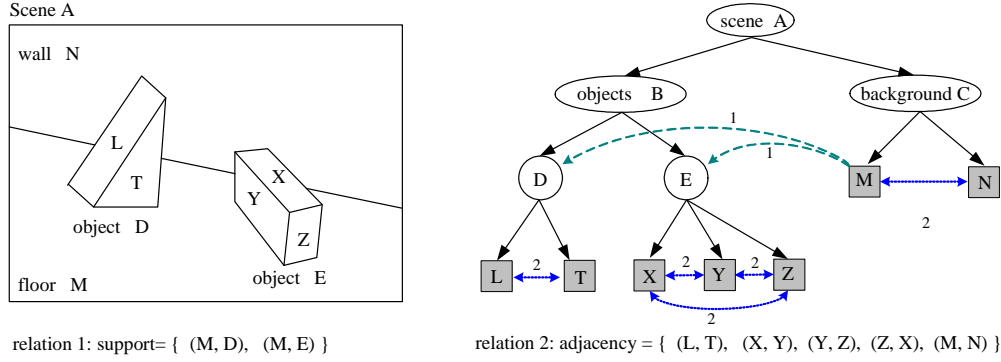 Scene A
wall N
L
T
object D
X
Y
Z
object E
floor M
relation 1: support= { (M, D), (M, E) }
scene A
objects B
background C
1
1
D
E
M
N
2
L
2
T
X
2
Y
2
Z
2
relation 2: adjacency = { (L, T), (X, Y), (Y, Z), (Z, X), (M, N) }